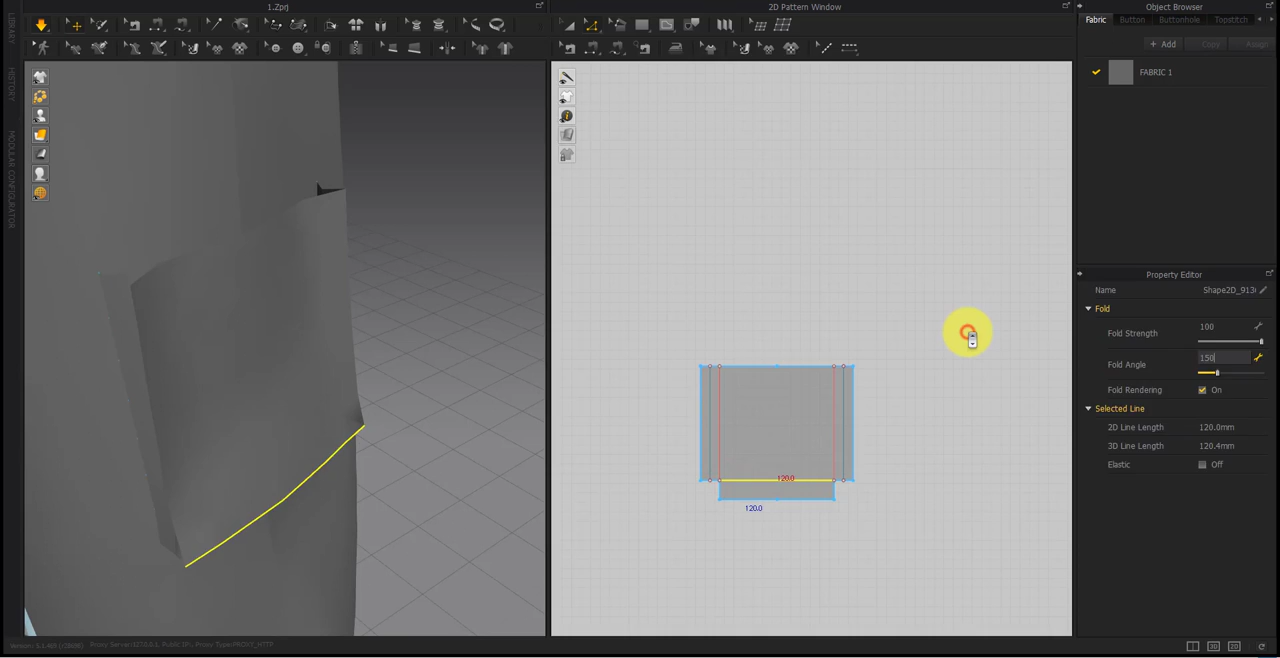 1.Zprj
2D Pattern Window
Object Browser
LIBRARY
HISTORY
MODULAR CONFIGURATOR
Fabric
Button
Buttonhole
Topstitch
+ Add
Copy
Assign
FABRIC 1
Property Editor
Name
Shape2D_913
Fold
Fold Strength
100
Fold Angle
150
Fold Rendering
On
Selected Line
2D Line Length
120.0mm
3D Line Length
120.4mm
Elastic
Off
120.0
120.0
3D
2D